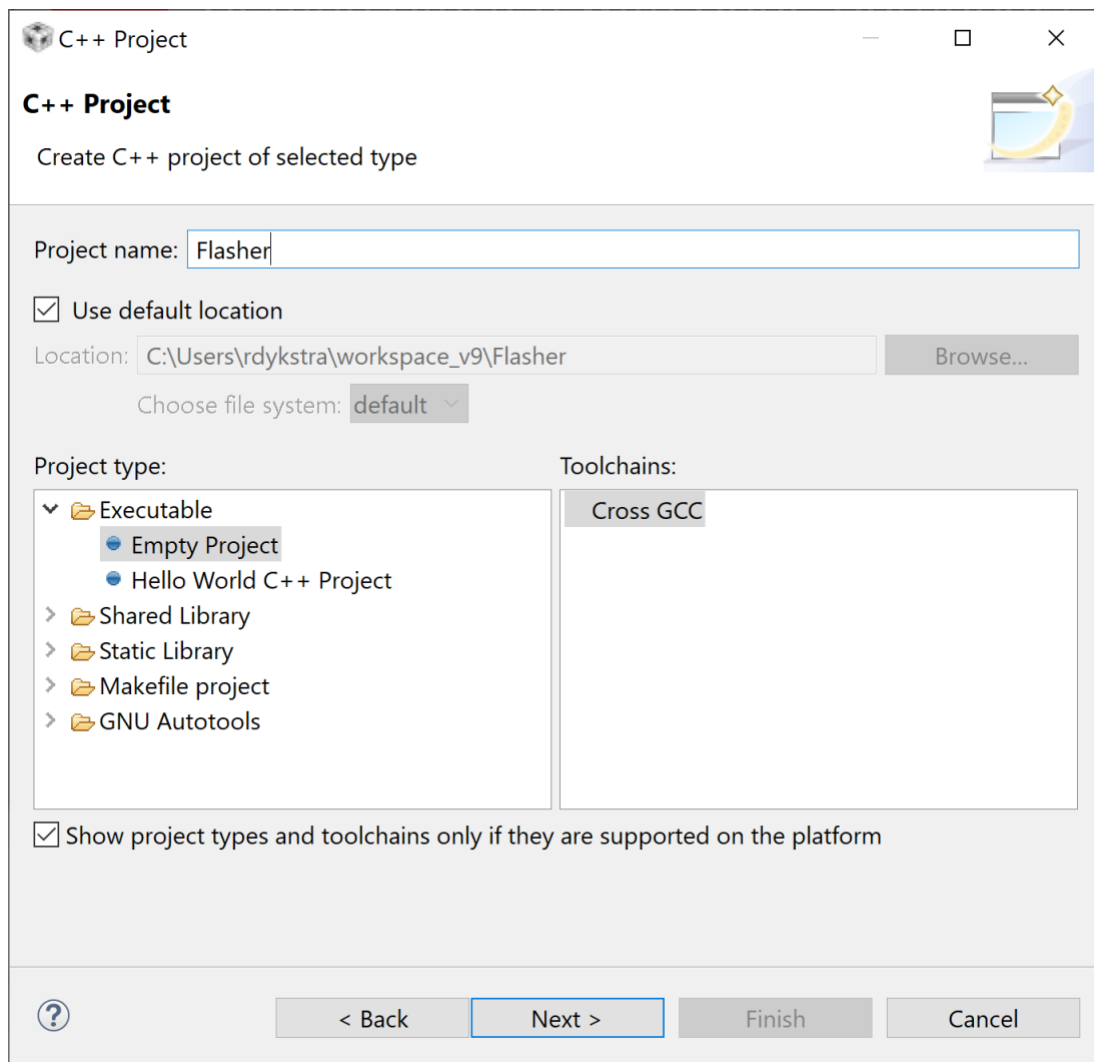 C++ Project
C++ Project
Create C++ project of selected type
Project name: Flasher
Use default location
Location: C:\Users\rdykstra\workspace_v9\Flasher Browse...
Choose file system: default
Project type: Toolchains:
Executable Cross GCC
Empty Project
Hello World C++ Project
Shared Library
Static Library
Makefile project
GNU Autotools
Show project types and toolchains only if they are supported on the platform
? < Back Next > Finish Cancel